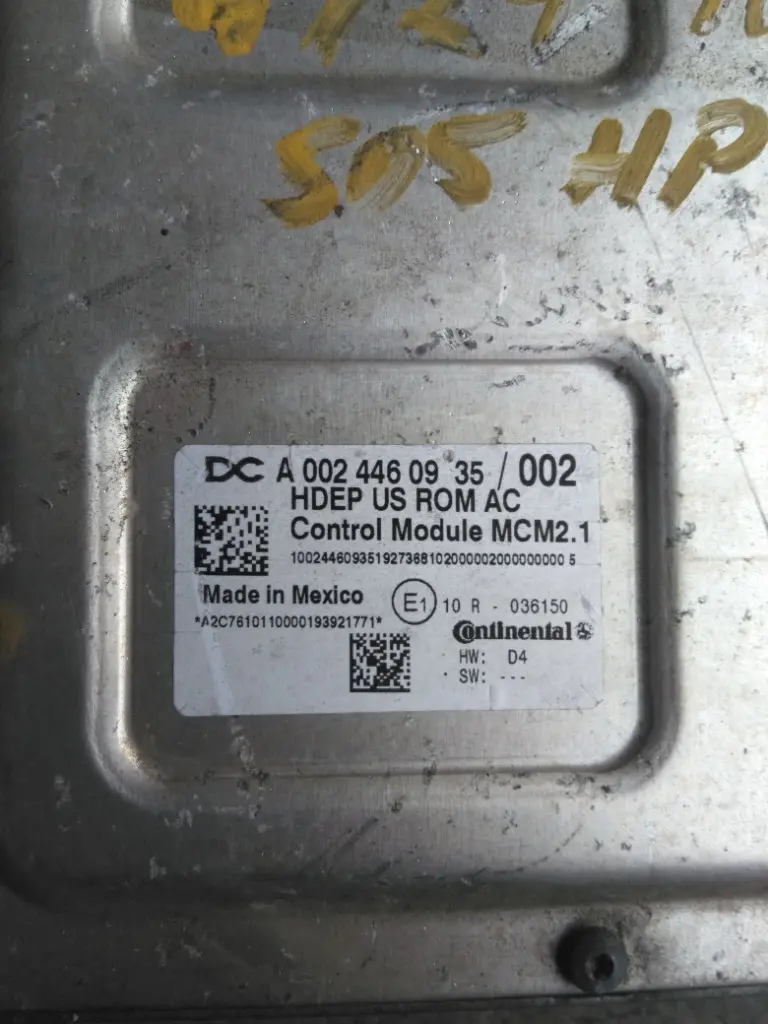 505 HP
DC A 002 446 09 35 / 002
HDEP US ROM AC
Control Module MCM2.1
10024460935192736810200000200000000 5
Made in Mexico
E1 10 R - 036150
*A2C7610110000193921771*
Continental
HW: D4
SW: ---